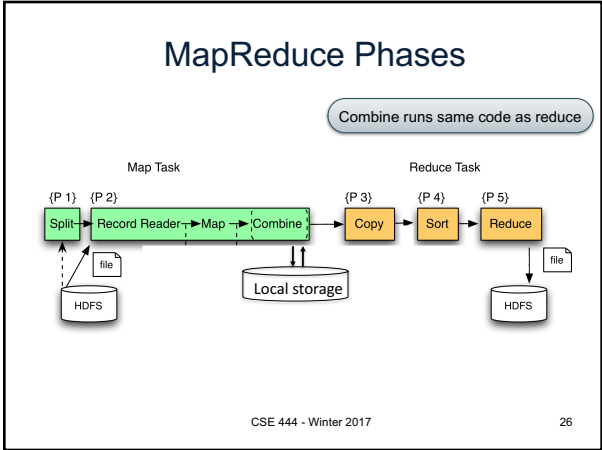 MapReduce Phases
Combine runs same code as reduce
Map Task
Reduce Task
{P 1} {P 2} {P 3} {P 4} {P 5}
Split Record Reader Map Combine Copy Sort Reduce
file
file
HDFS
Local storage
HDFS
CSE 444 - Winter 2017
26